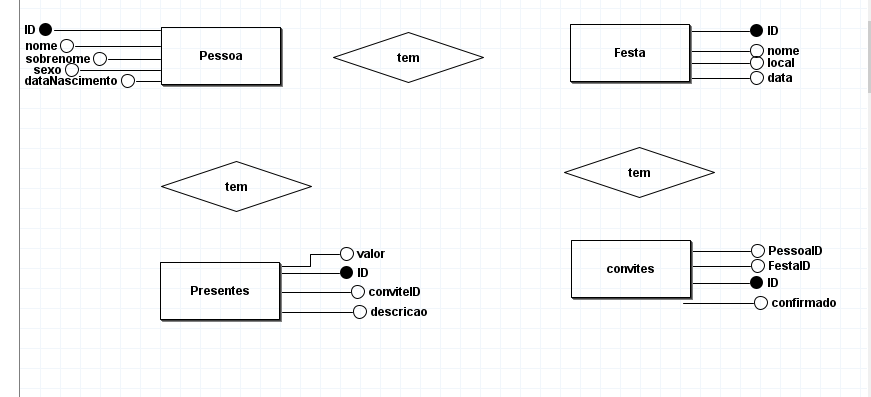 ID
nome
sobrenome
sexo
dataNascimento
Pessoa
tem
Festa
ID
nome
local
data
tem
tem
Presentes
valor
ID
conviteID
descricao
convites
PessoaID
FestaID
ID
confirmado